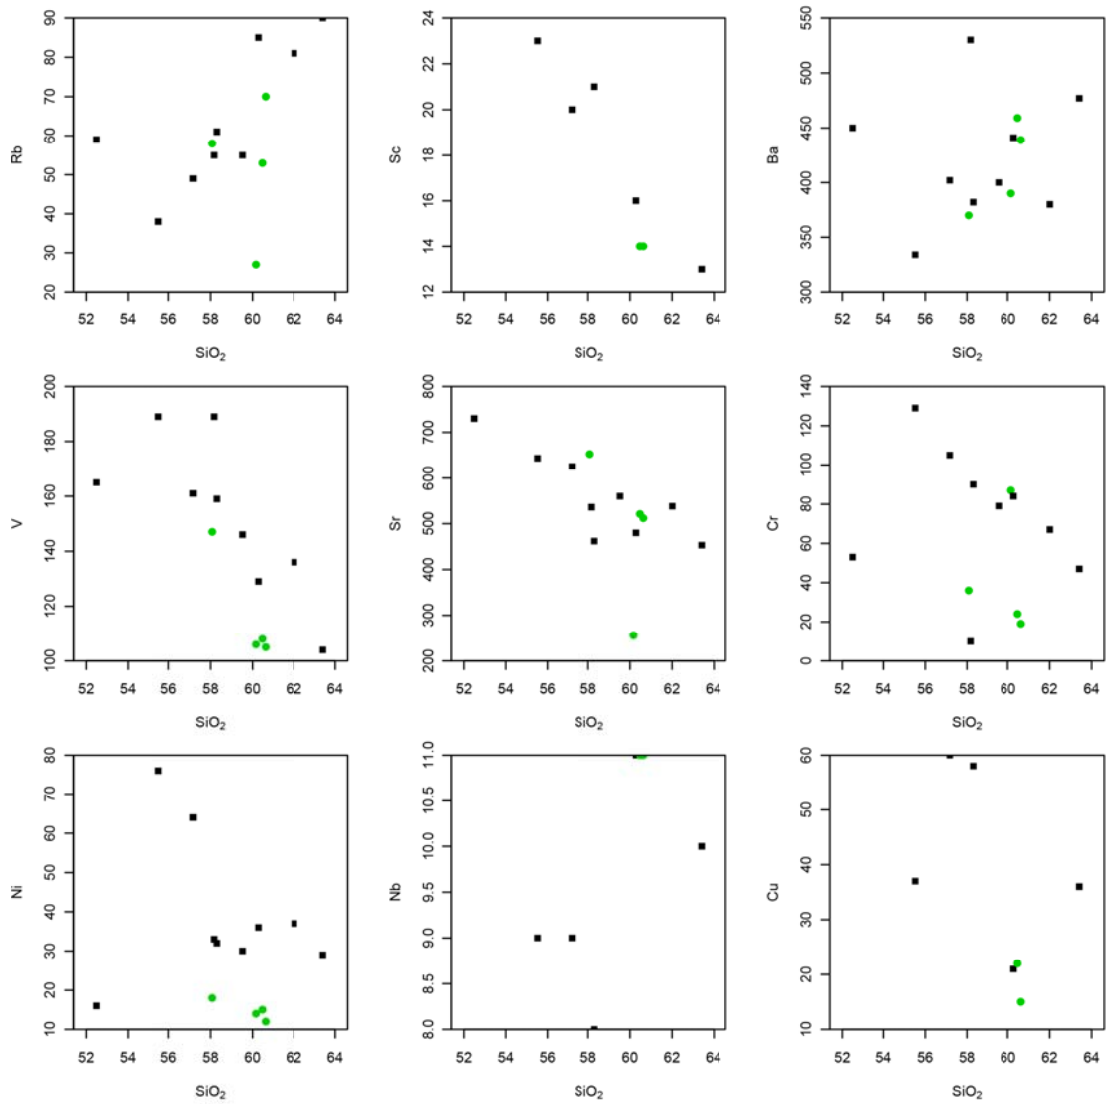 Rb
20 30 40 50 60 70 80 90
52 54 56 58 60 62 64
SiO₂
Sc
12 14 16 18 20 22 24
52 54 56 58 60 62 64
SiO₂
Ba
300 350 400 450 500 550
52 54 56 58 60 62 64
SiO₂
V
100 120 140 160 180 200
52 54 56 58 60 62 64
SiO₂
Sr
200 300 400 500 600 700 800
52 54 56 58 60 62 64
SiO₂
Cr
0 20 40 60 80 100 120 140
52 54 56 58 60 62 64
SiO₂
Ni
10 20 30 40 50 60 70 80
52 54 56 58 60 62 64
SiO₂
Nb
8.0 8.5 9.0 9.5 10.0 10.5 11.0
52 54 56 58 60 62 64
SiO₂
Cu
10 20 30 40 50 60
52 54 56 58 60 62 64
SiO₂